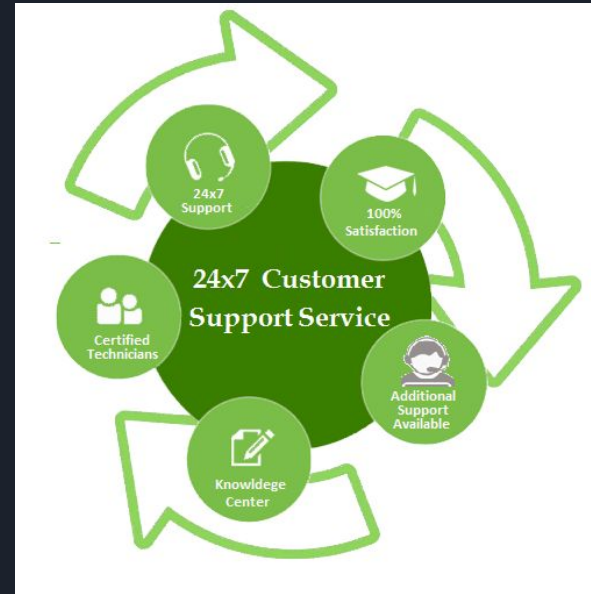 24x7
Support
100%
Satisfaction
24x7 Customer
Support Service
Certified
Technicians
Additional
Support
Available
Knowldege
Center